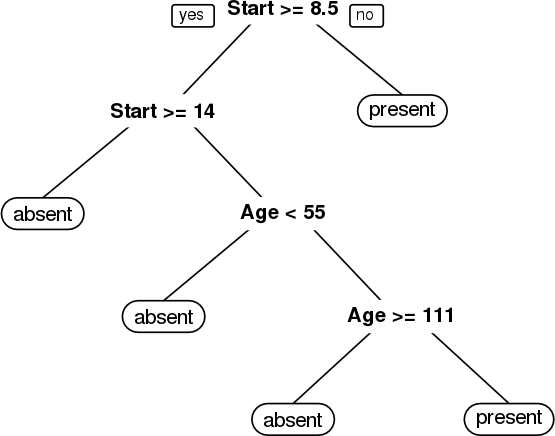 yes Start >= 8.5 no
Start >= 14 present
absent Age < 55
absent Age >= 111
absent present